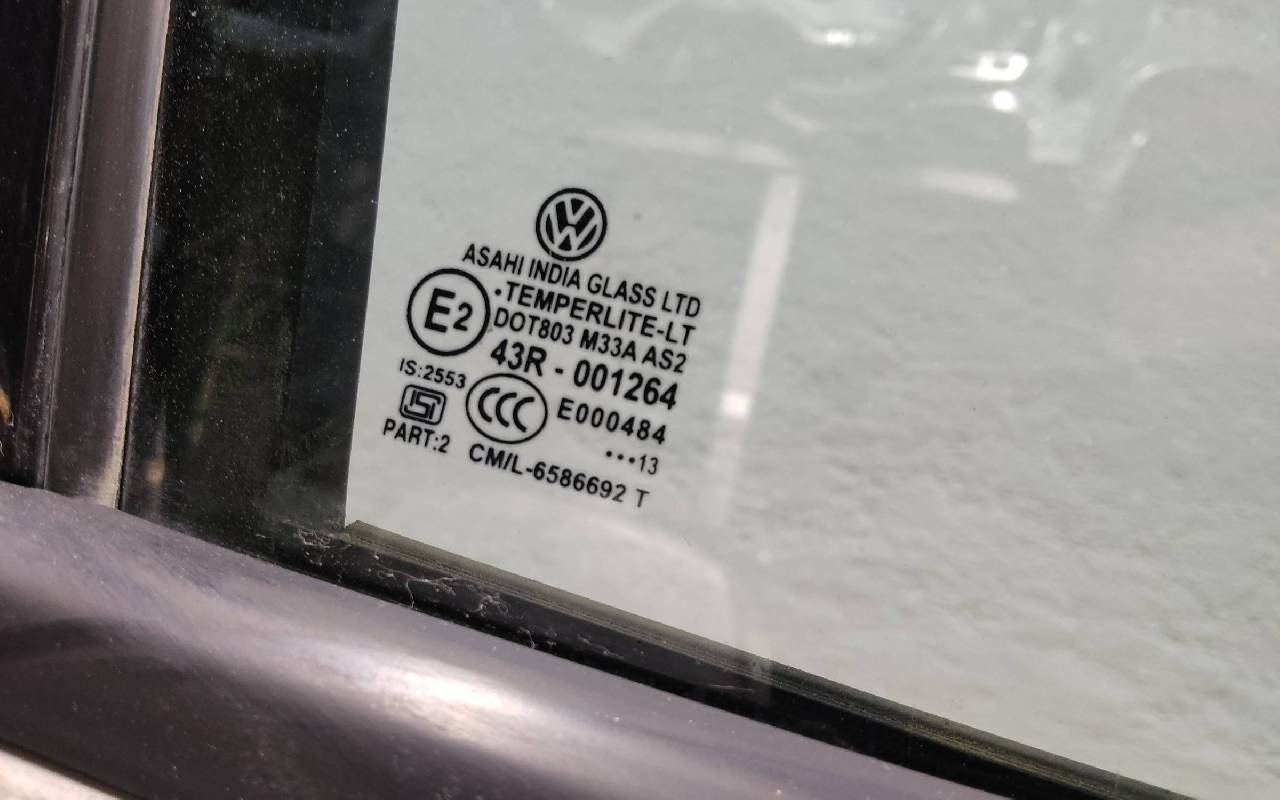 ASAHI INDIA GLASS LTD
E2
·TEMPERLITE-LT
DOT803 M33A AS2
43R - 001264
IS:2553
CCC
E000484
PART:2
•••13
CM/L-6586692 T